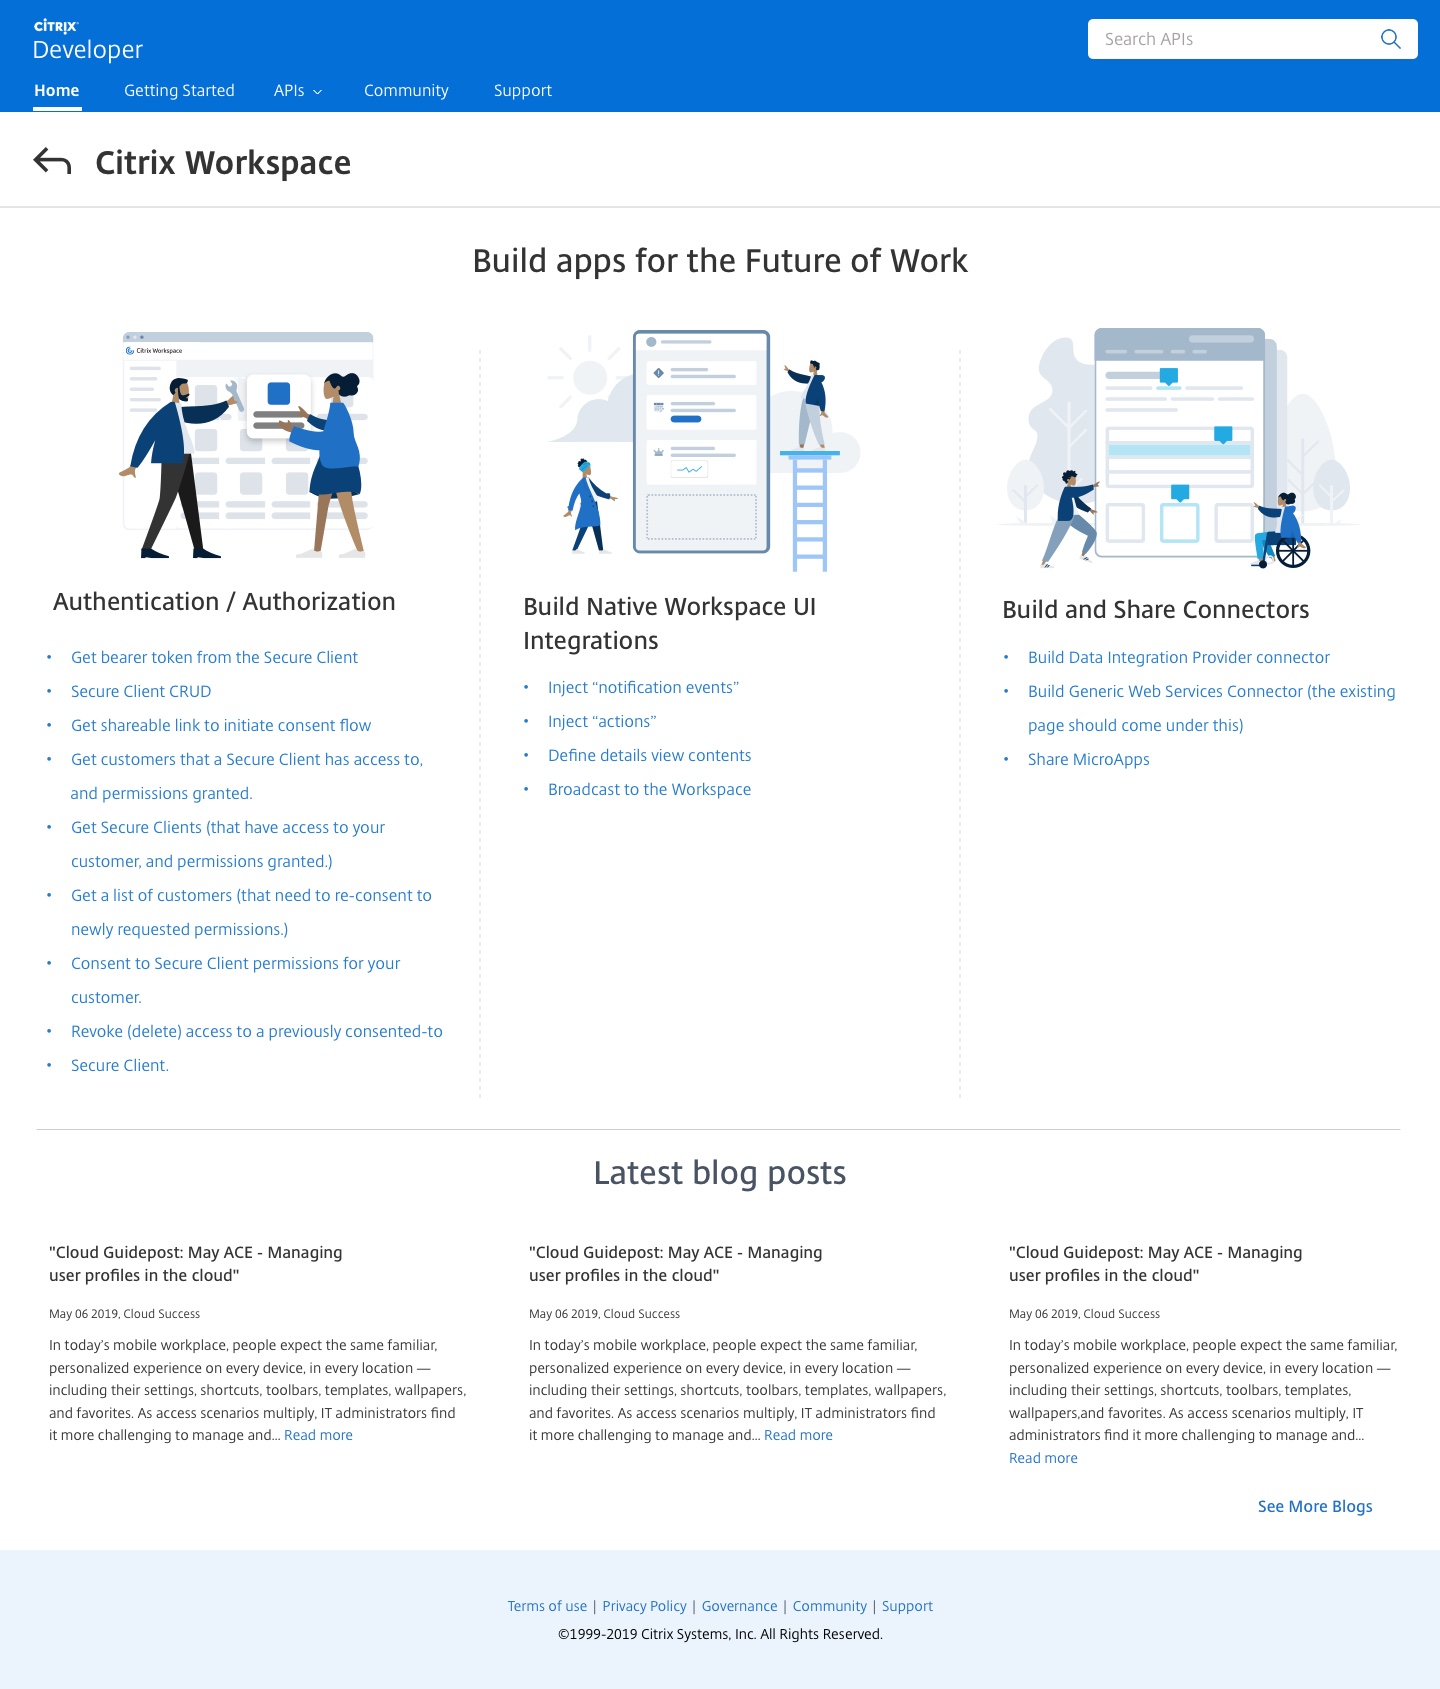 CITRIX
Developer
Search APIs
Home
Getting Started
APIs
Community
Support
Citrix Workspace
Build apps for the Future of Work
Citrix Workspace
Authentication / Authorization
• Get bearer token from the Secure Client
• Secure Client CRUD
• Get shareable link to initiate consent flow
• Get customers that a Secure Client has access to,
and permissions granted.
• Get Secure Clients (that have access to your
customer, and permissions granted.)
• Get a list of customers (that need to re-consent to
newly requested permissions.)
• Consent to Secure Client permissions for your
customer.
• Revoke (delete) access to a previously consented-to
• Secure Client.
Build Native Workspace UI
Integrations
• Inject “notification events”
• Inject “actions”
• Define details view contents
• Broadcast to the Workspace
Build and Share Connectors
• Build Data Integration Provider connector
• Build Generic Web Services Connector (the existing
page should come under this)
• Share MicroApps
Latest blog posts
"Cloud Guidepost: May ACE - Managing
user profiles in the cloud"
May 06 2019, Cloud Success
In today's mobile workplace, people expect the same familiar,
personalized experience on every device, in every location —
including their settings, shortcuts, toolbars, templates, wallpapers,
and favorites. As access scenarios multiply, IT administrators find
it more challenging to manage and... Read more
"Cloud Guidepost: May ACE - Managing
user profiles in the cloud"
May 06 2019, Cloud Success
In today's mobile workplace, people expect the same familiar,
personalized experience on every device, in every location —
including their settings, shortcuts, toolbars, templates, wallpapers,
and favorites. As access scenarios multiply, IT administrators find
it more challenging to manage and... Read more
"Cloud Guidepost: May ACE - Managing
user profiles in the cloud"
May 06 2019, Cloud Success
In today's mobile workplace, people expect the same familiar,
personalized experience on every device, in every location —
including their settings, shortcuts, toolbars, templates,
wallpapers,and favorites. As access scenarios multiply, IT
administrators find it more challenging to manage and...
Read more
See More Blogs
Terms of use | Privacy Policy | Governance | Community | Support
©1999-2019 Citrix Systems, Inc. All Rights Reserved.